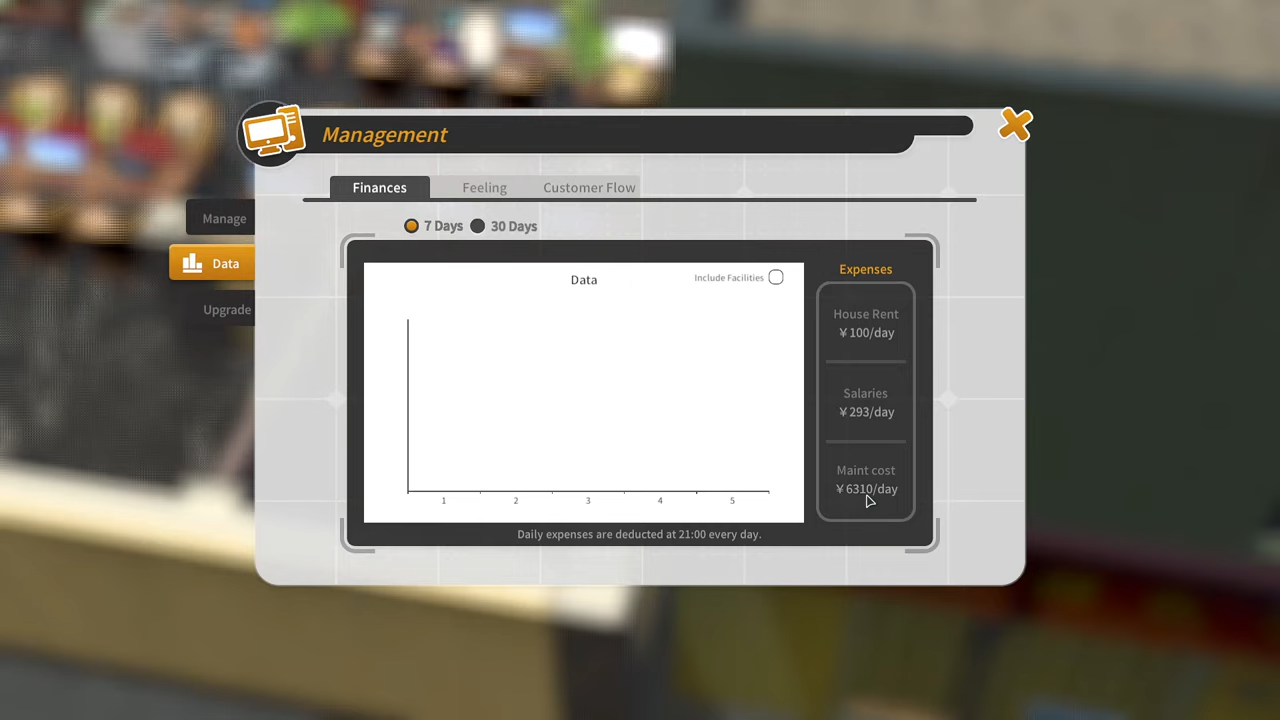 Management
Finances
Feeling
Customer Flow
Manage
Data
Upgrade
7 Days
30 Days
Data
Include Facilities
1 2 3 4 5
Expenses
House Rent
¥100/day
Salaries
¥293/day
Maint cost
¥6310/day
Daily expenses are deducted at 21:00 every day.